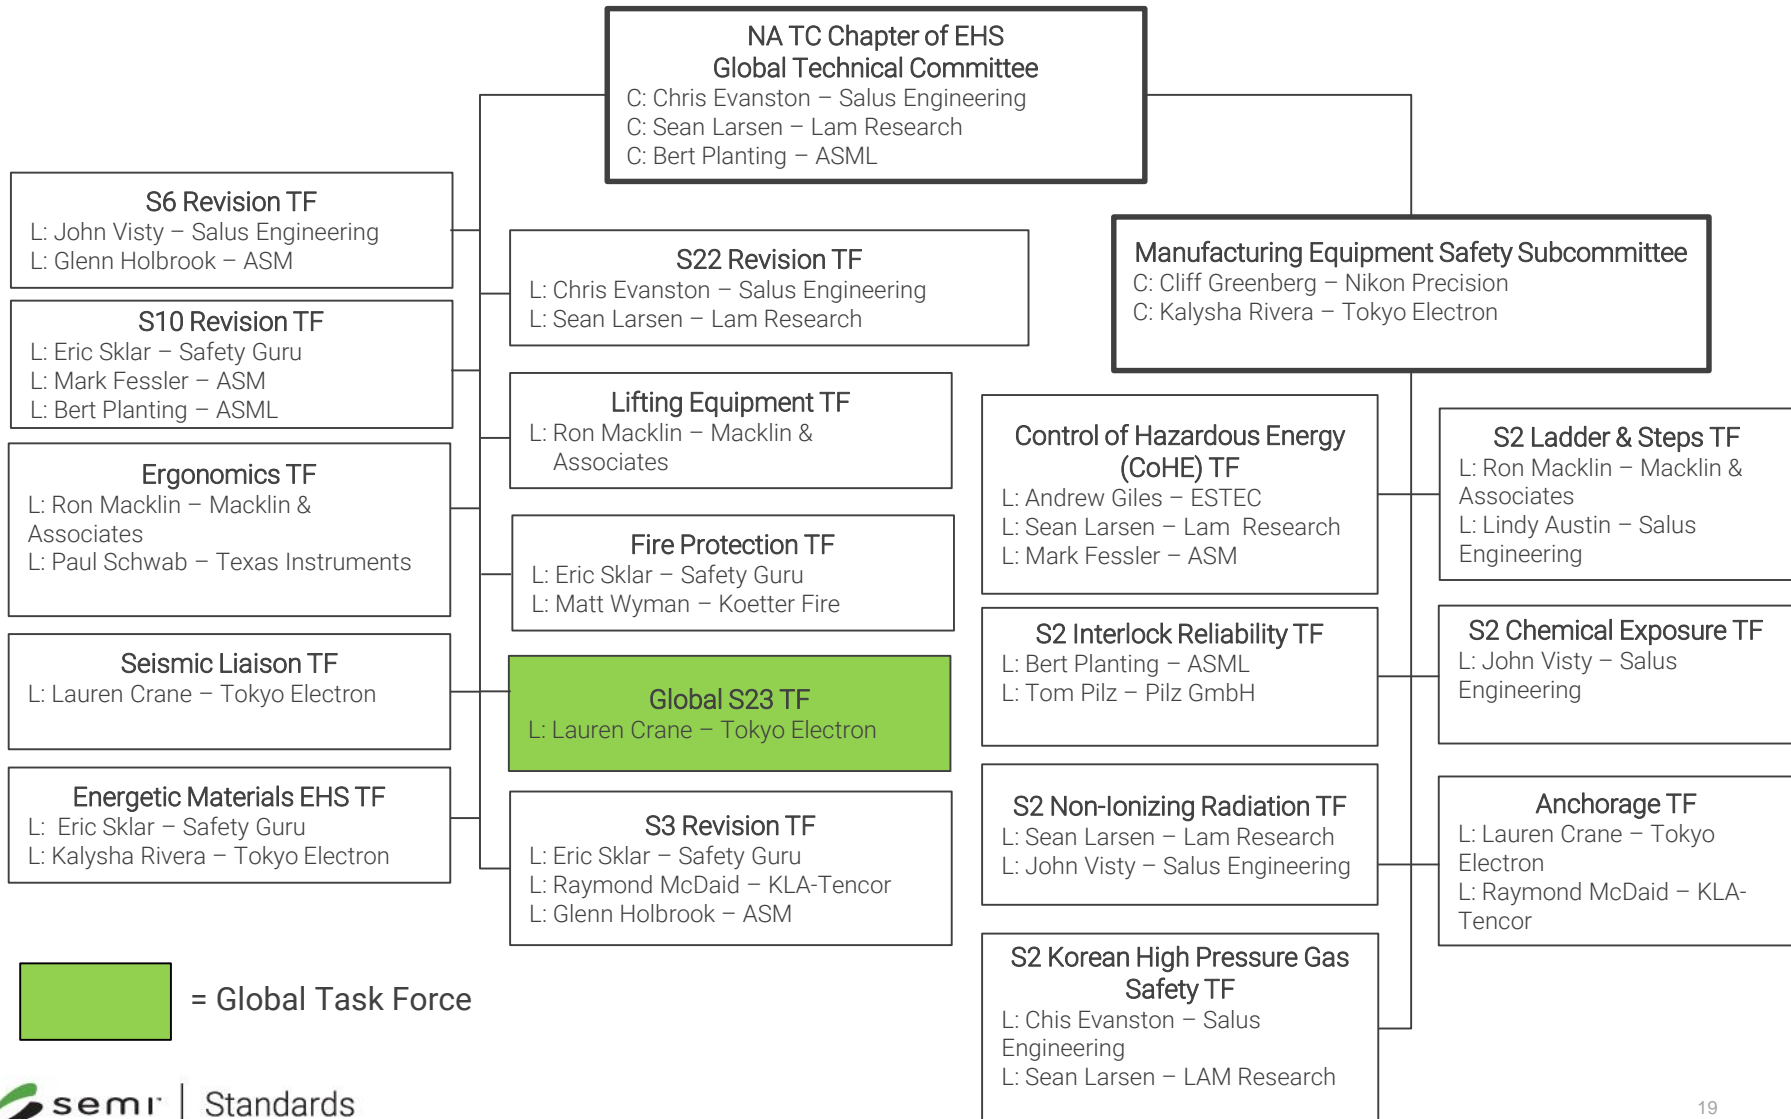 NA TC Chapter of EHS
Global Technical Committee
C: Chris Evanston – Salus Engineering
C: Sean Larsen – Lam Research
C: Bert Planting – ASML
S6 Revision TF
L: John Visty – Salus Engineering
L: Glenn Holbrook – ASM
S22 Revision TF
L: Chris Evanston – Salus Engineering
L: Sean Larsen – Lam Research
Manufacturing Equipment Safety Subcommittee
C: Cliff Greenberg – Nikon Precision
C: Kalysha Rivera – Tokyo Electron
S10 Revision TF
L: Eric Sklar – Safety Guru
L: Mark Fessler – ASM
L: Bert Planting – ASML
Lifting Equipment TF
L: Ron Macklin – Macklin &
Associates
Control of Hazardous Energy
(CoHE) TF
L: Andrew Giles – ESTEC
L: Sean Larsen – Lam  Research
L: Mark Fessler – ASM
S2 Ladder & Steps TF
L: Ron Macklin – Macklin &
Associates
L: Lindy Austin – Salus
Engineering
Ergonomics TF
L: Ron Macklin – Macklin &
Associates
L: Paul Schwab – Texas Instruments
Fire Protection TF
L: Eric Sklar – Safety Guru
L: Matt Wyman – Koetter Fire
S2 Interlock Reliability TF
L: Bert Planting – ASML
L: Tom Pilz – Pilz GmbH
S2 Chemical Exposure TF
L: John Visty – Salus
Engineering
Seismic Liaison TF
L: Lauren Crane – Tokyo Electron
Global S23 TF
L: Lauren Crane – Tokyo Electron
Energetic Materials EHS TF
L:  Eric Sklar – Safety Guru
L: Kalysha Rivera – Tokyo Electron
S3 Revision TF
L: Eric Sklar – Safety Guru
L: Raymond McDaid – KLA-Tencor
L: Glenn Holbrook – ASM
S2 Non-Ionizing Radiation TF
L: Sean Larsen – Lam Research
L: John Visty – Salus Engineering
Anchorage TF
L: Lauren Crane – Tokyo
Electron
L: Raymond McDaid – KLA-
Tencor
S2 Korean High Pressure Gas
Safety TF
L: Chis Evanston – Salus
Engineering
L: Sean Larsen – LAM Research
= Global Task Force
semi | Standards
19